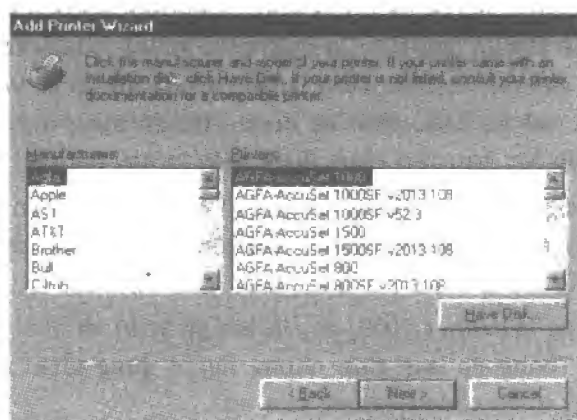 Add Printer Wizard
Click the manufacturer and model of your printer. If your printer came with an
installation disk, click Have Disk. If your printer is not listed, consult your printer
documentation for a compatible printer.
Manufacturers:
Printers:
Agfa
Apple
AST
AT&T
Brother
Bull
C-Itoh
AGFA-AccuSet 1000
AGFA-AccuSet 1000SF v2013.108
AGFA-AccuSet 1000SF v52.3
AGFA-AccuSet 1500
AGFA-AccuSet 1500SF v2013.108
AGFA-AccuSet 800
AGFA-AccuSet 800SF v2013.108
Have Disk...
< Back
Next >
Cancel